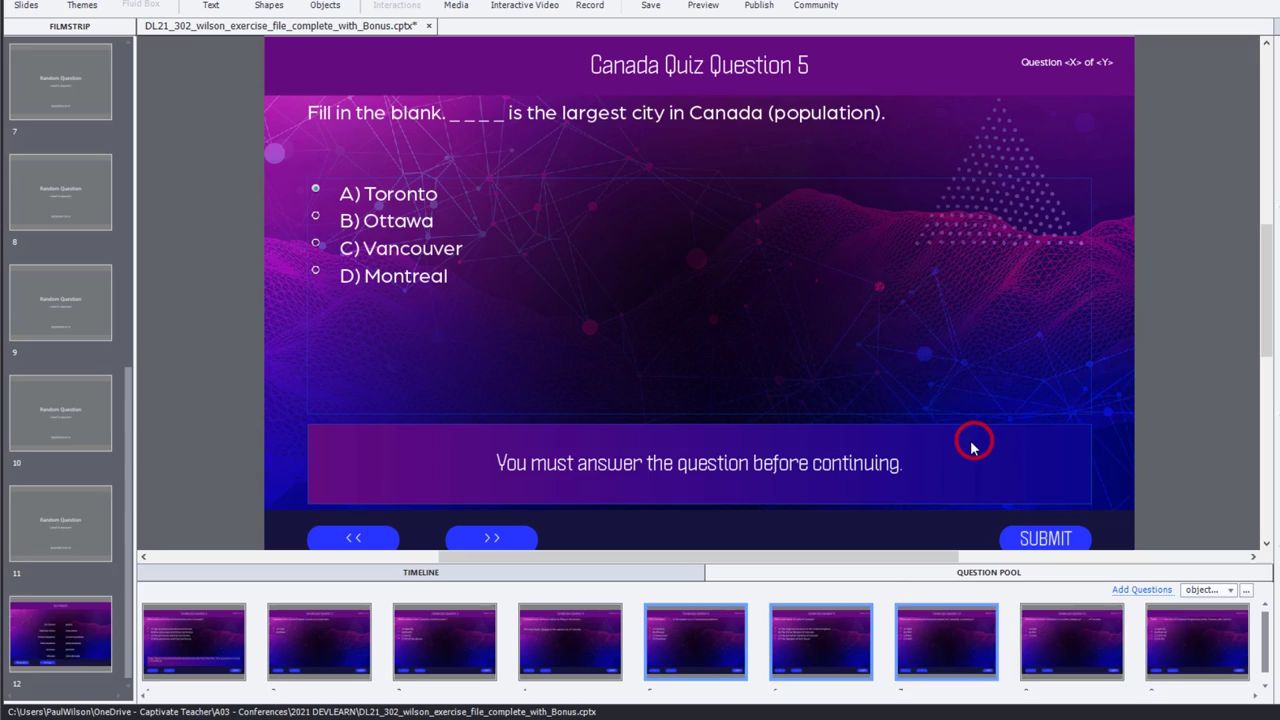 Slides Themes Fluid Box Text Shapes Objects Interactions Media Interactive Video Record Save Preview Publish Community
FILMSTRIP
DL21_302_wilson_exercise_file_complete_with_Bonus.cptx* ×
Random Question
7
Random Question
8
Random Question
9
Random Question
10
Random Question
11
12
Canada Quiz Question 5
Question <X> of <Y>
Fill in the blank. _ _ _ _ is the largest city in Canada (population).
A) Toronto
B) Ottawa
C) Vancouver
D) Montreal
You must answer the question before continuing.
<< >> SUBMIT
TIMELINE QUESTION POOL
Add Questions object... ...
C:\Users\PaulWilson\OneDrive - Captivate Teacher\A03 - Conferences\2021 DEVLEARN\DL21_302_wilson_exercise_file_complete_with_Bonus.cptx